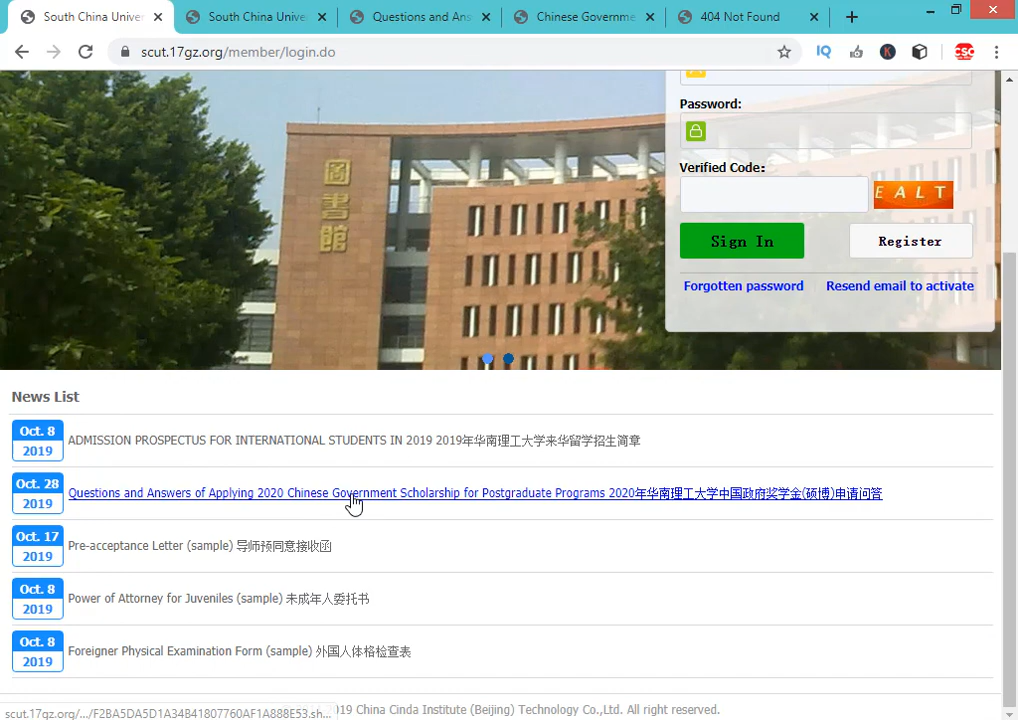 South China Univer
South China Unive
Questions and Ans
Chinese Governme
404 Not Found
scut.17gz.org/member/login.do
IQ
K
CSC
圖書館
Password:
Verified Code:
E A L T
Sign In
Register
Forgotten password
Resend email to activate
News List
Oct. 8
2019
ADMISSION PROSPECTUS FOR INTERNATIONAL STUDENTS IN 2019 2019年华南理工大学来华留学招生简章
Oct. 28
2019
Questions and Answers of Applying 2020 Chinese Government Scholarship for Postgraduate Programs 2020年华南理工大学中国政府奖学金(硕博)申请问答
Oct. 17
2019
Pre-acceptance Letter (sample) 导师预同意接收函
Oct. 8
2019
Power of Attorney for Juveniles (sample) 未成年人委托书
Oct. 8
2019
Foreigner Physical Examination Form (sample) 外国人体格检查表
scut.17gz.org/.../F2BA5DA5D1A34B41807760AF1A888E53.sh...
19 China Cinda Institute (Beijing) Technology Co.,Ltd. All right reserved.